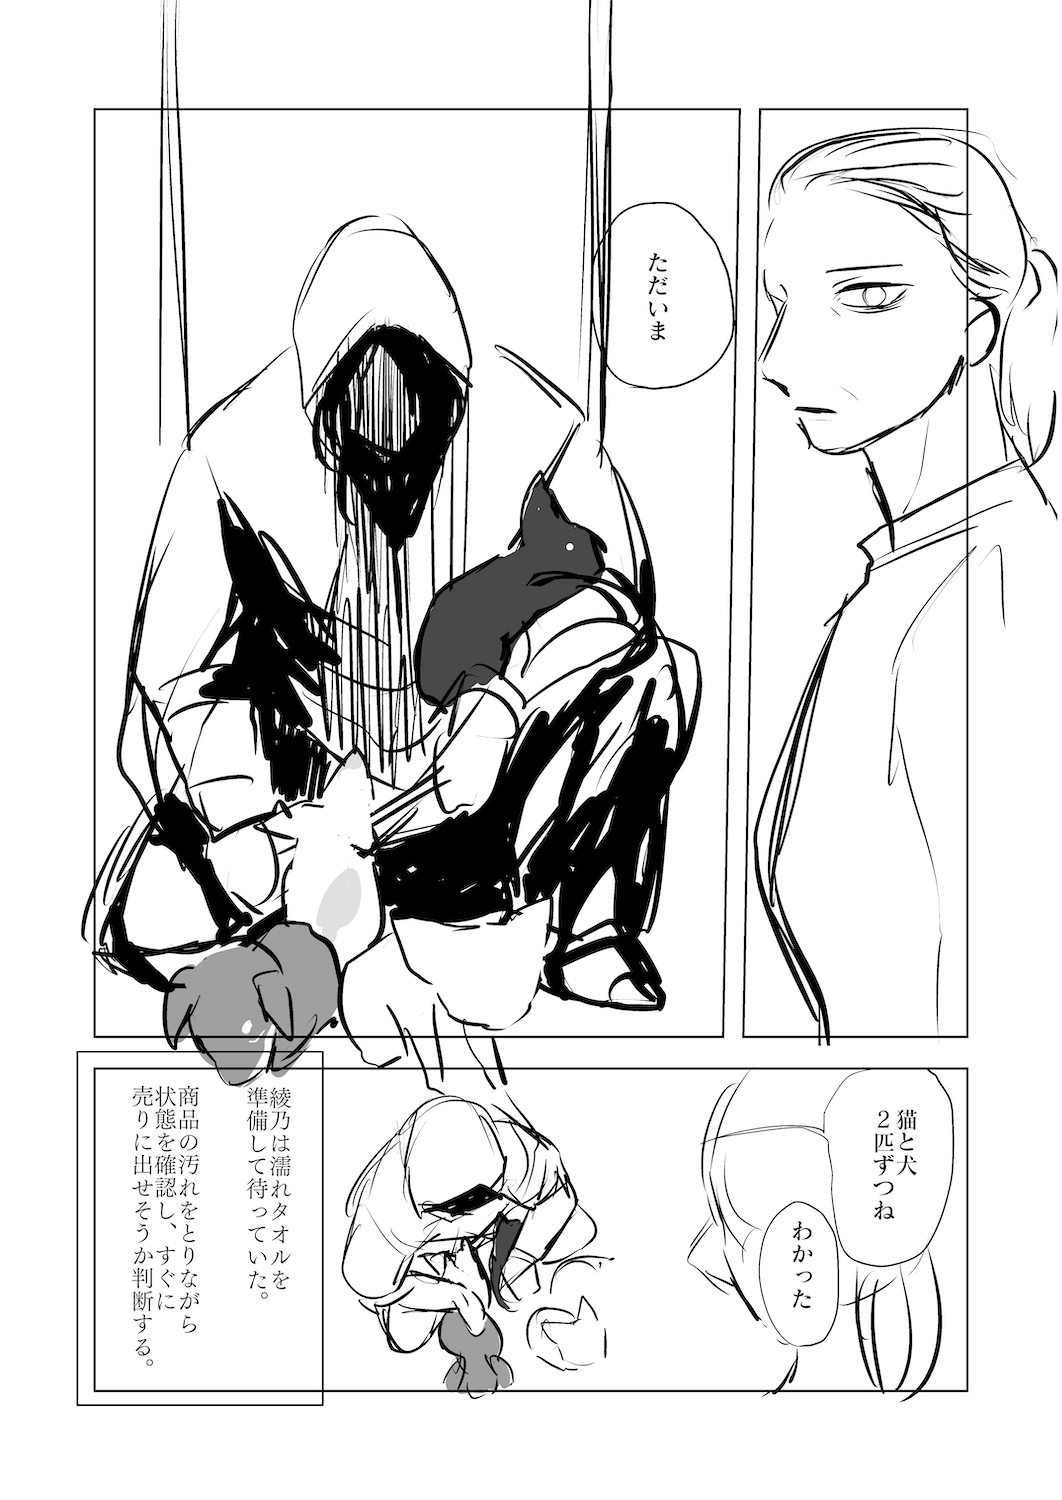 ただいま
猫と犬
２匹ずつね
わかった
綾乃は濡れタオルを
準備して待っていた。
商品の汚れをとりながら
状態を確認し、すぐに
売りに出せそうか判断する。